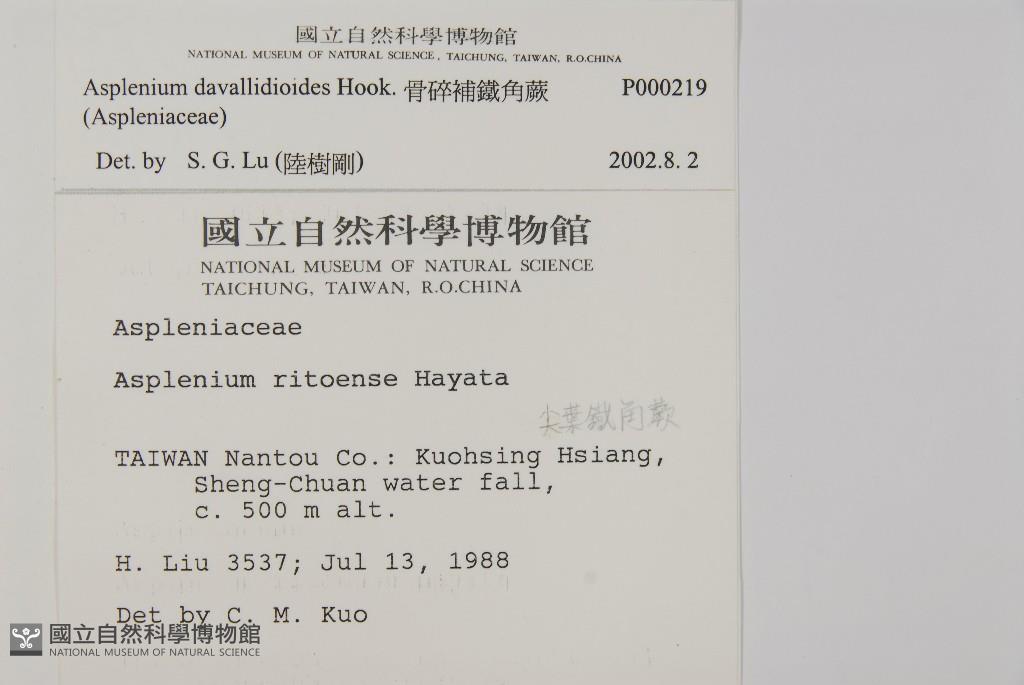 國立自然科學博物館
NATIONAL MUSEUM OF NATURAL SCIENCE, TAICHUNG, TAIWAN, R.O.CHINA
Asplenium davallidioides Hook. 骨碎補鐵角蕨 P000219
(Aspleniaceae)
Det. by S. G. Lu (陸樹剛) 2002.8. 2
國立自然科學博物館
NATIONAL MUSEUM OF NATURAL SCIENCE
TAICHUNG, TAIWAN, R.O.CHINA
Aspleniaceae
Asplenium ritoense Hayata
尖葉鐵角蕨
TAIWAN Nantou Co.: Kuohsing Hsiang,
Sheng-Chuan water fall,
c. 500 m alt.
H. Liu 3537; Jul 13, 1988
Det by C. M. Kuo
國立自然科學博物館
NATIONAL MUSEUM OF NATURAL SCIENCE